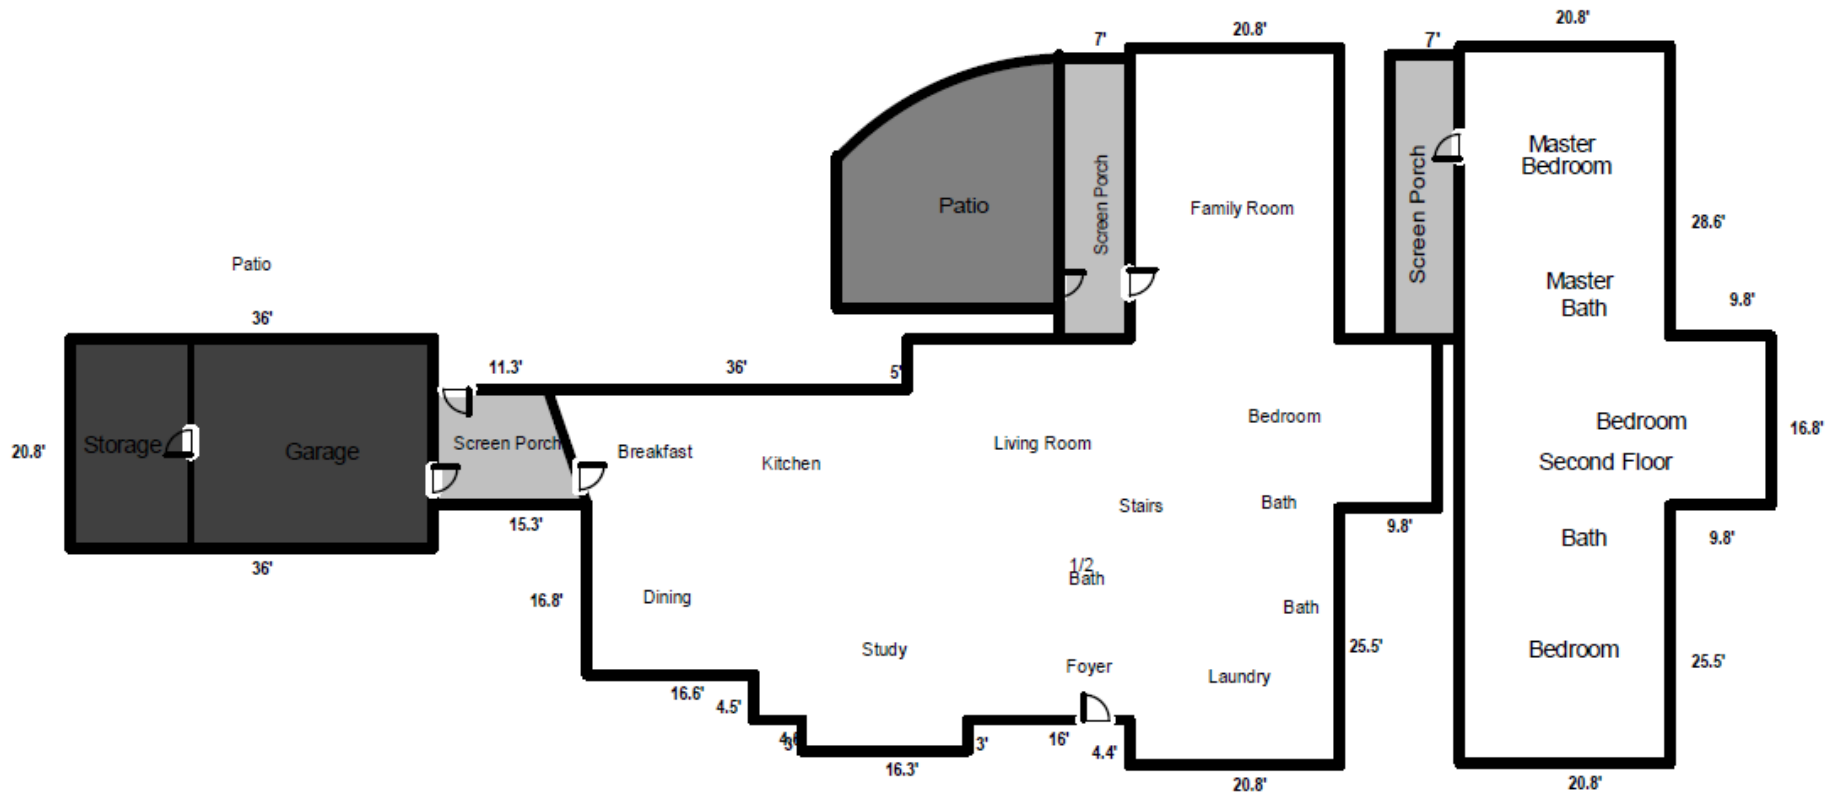 20.8'
20.8'
7'
7'
Master
Bedroom
Screen Porch
Screen Porch
Patio
Family Room
28.6'
Patio
Master
Bath
9.8'
36'
11.3'
36'
5'
Bedroom
Bedroom
16.8'
Storage
Garage
Screen Porch
Breakfast
Kitchen
Living Room
20.8'
Second Floor
Stairs
Bath
15.3'
9.8'
Bath
9.8'
36'
1/2
Bath
16.8'
Dining
Bath
Study
25.5'
Bedroom
25.5'
Foyer
Laundry
16.6'
4.5'
3'
3'
16'
4.4'
16.3'
20.8'
20.8'